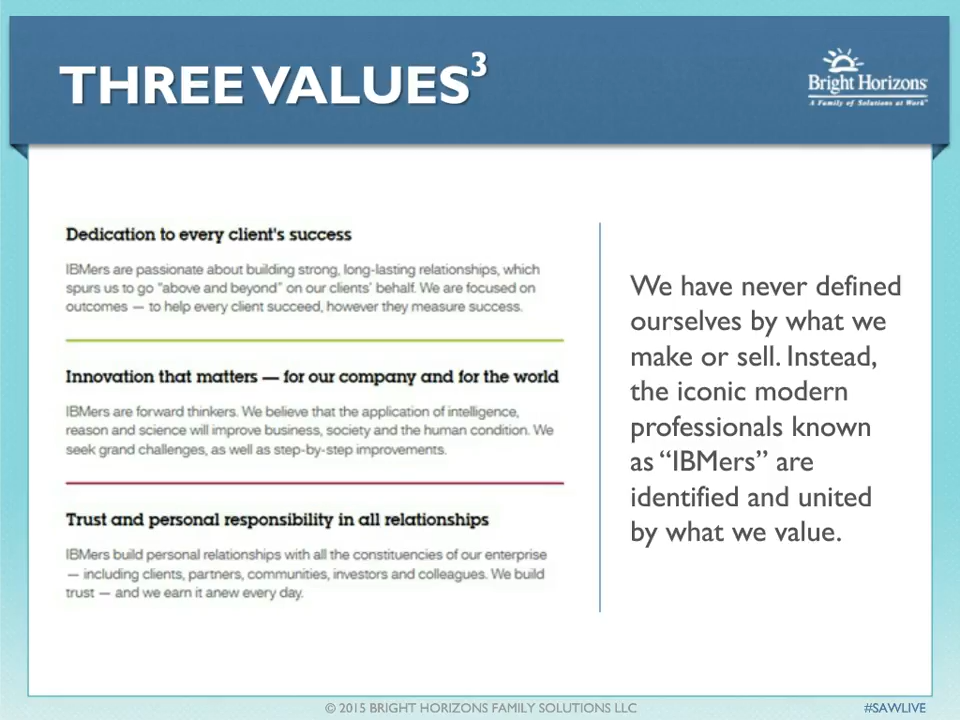 THREE VALUES³
Bright Horizons
A Family of Solutions at Work
Dedication to every client's success
IBMers are passionate about building strong, long-lasting relationships, which
spurs us to go "above and beyond" on our clients' behalf. We are focused on
outcomes — to help every client succeed, however they measure success.
Innovation that matters — for our company and for the world
IBMers are forward thinkers. We believe that the application of intelligence,
reason and science will improve business, society and the human condition. We
seek grand challenges, as well as step-by-step improvements.
Trust and personal responsibility in all relationships
IBMers build personal relationships with all the constituencies of our enterprise
— including clients, partners, communities, investors and colleagues. We build
trust — and we earn it anew every day.
We have never defined
ourselves by what we
make or sell. Instead,
the iconic modern
professionals known
as “IBMers” are
identified and united
by what we value.
© 2015 BRIGHT HORIZONS FAMILY SOLUTIONS LLC
#SAWLIVE